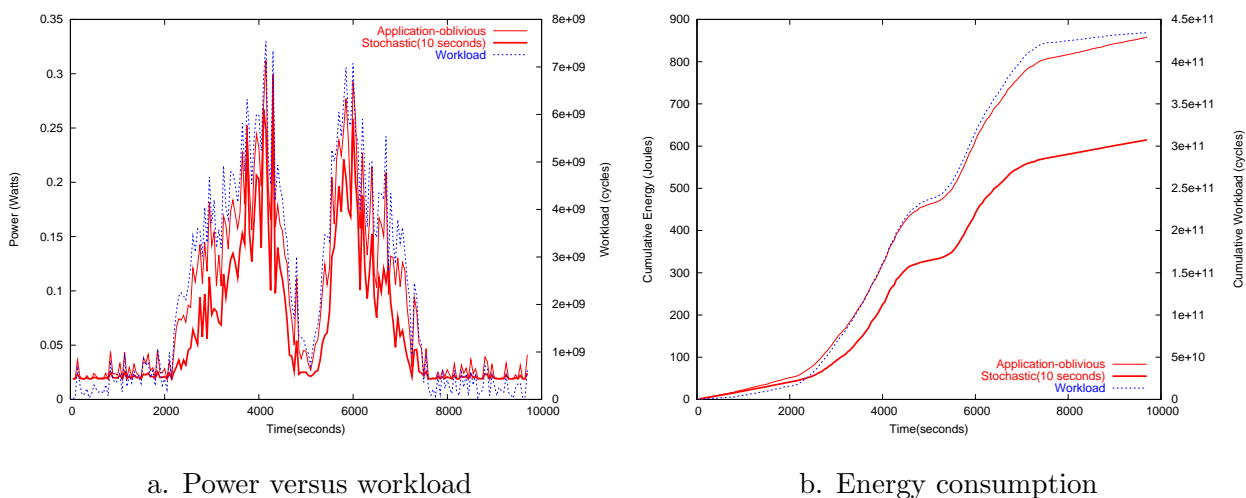 0.35
0.3
0.25
0.2
0.15
0.1
0.05
0
Power (Watts)
0
2000
4000
6000
8000
10000
Time(seconds)
8e+09
7e+09
6e+09
5e+09
4e+09
3e+09
2e+09
1e+09
0
Workload (cycles)
Application-oblivious
Stochastic(10 seconds)
Workload
a. Power versus workload
900
800
700
600
500
400
300
200
100
0
Cumulative Energy (Joules)
0
2000
4000
6000
8000
10000
Time(seconds)
4.5e+11
4e+11
3.5e+11
3e+11
2.5e+11
2e+11
1.5e+11
1e+11
5e+10
0
Cumulative Workload (cycles)
Application-oblivious
Stochastic(10 seconds)
Workload
b. Energy consumption